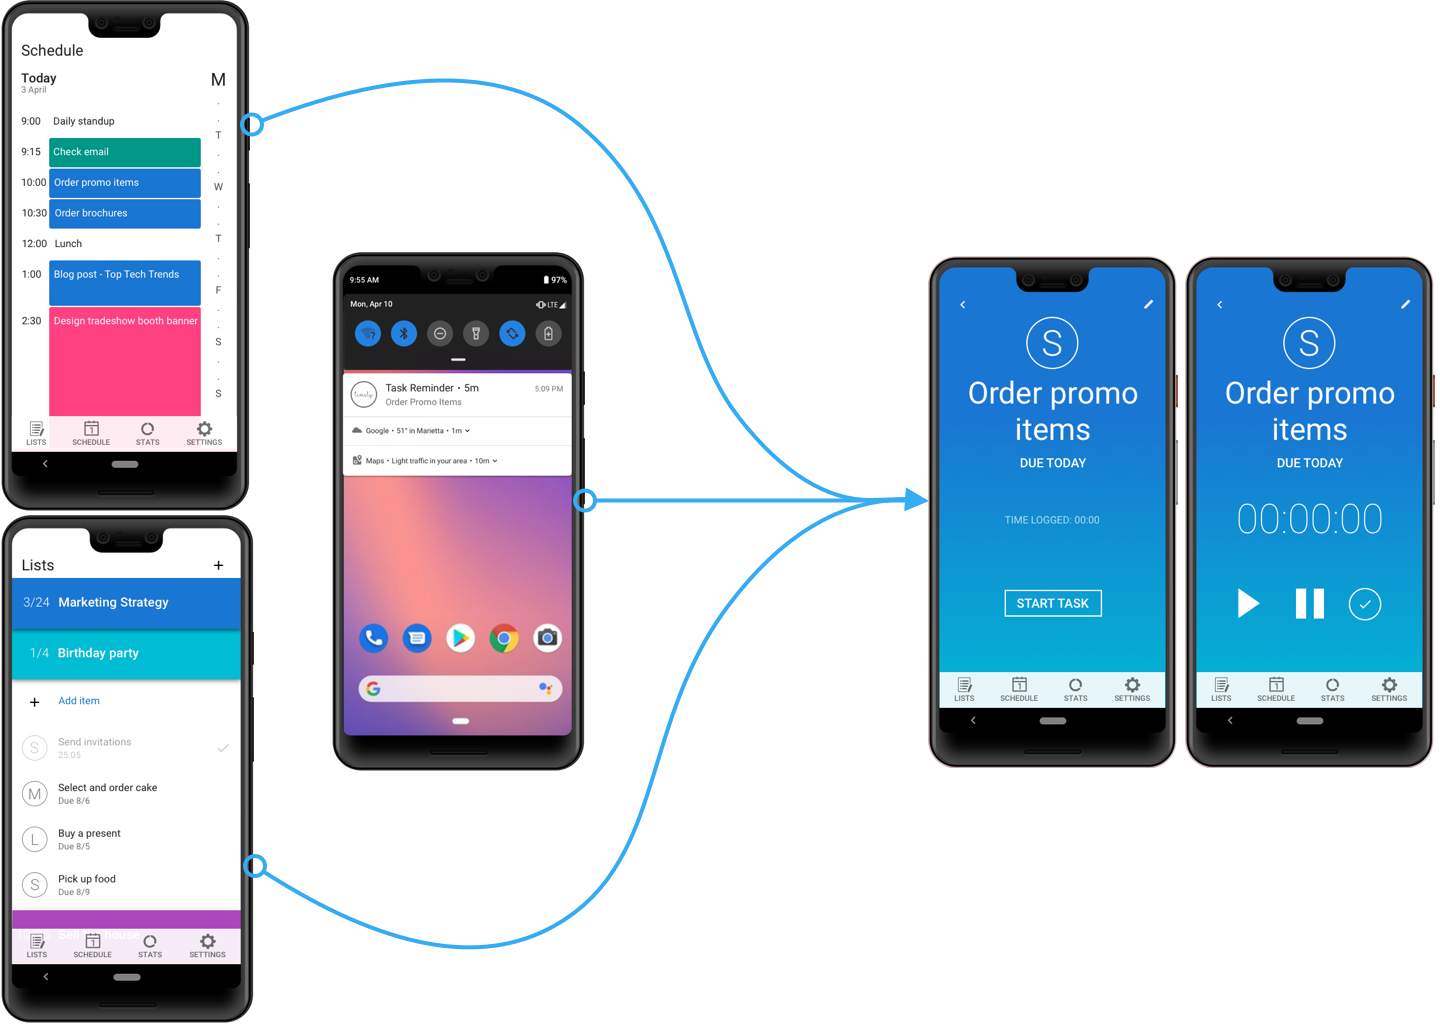 Schedule
Today
M
3 April
9:00 Daily standup
T
9:15 Check email
10:00 Order promo items
W
10:30 Order brochures
12:00 Lunch
T
1:00 Blog post - Top Tech Trends
F
2:30 Design tradeshow booth banner
S
S
LISTS SCHEDULE STATS SETTINGS
Lists +
3/24 Marketing Strategy
1/4 Birthday party
+ Add item
S Send invitations
25:05
M Select and order cake
Due 8/6
L Buy a present
Due 8/5
S Pick up food
Due 8/9
LISTS SCHEDULE STATS SETTINGS
9:55 AM 97%
Mon, Apr 10 LTE
timely Task Reminder • 5m 5:09 PM
Order Promo Items
Google • 51° in Marietta • 1m
Maps • Light traffic in your area • 10m
G
S
Order promo
items
DUE TODAY
TIME LOGGED: 00:00
START TASK
LISTS SCHEDULE STATS SETTINGS
S
Order promo
items
DUE TODAY
00:00:00
LISTS SCHEDULE STATS SETTINGS